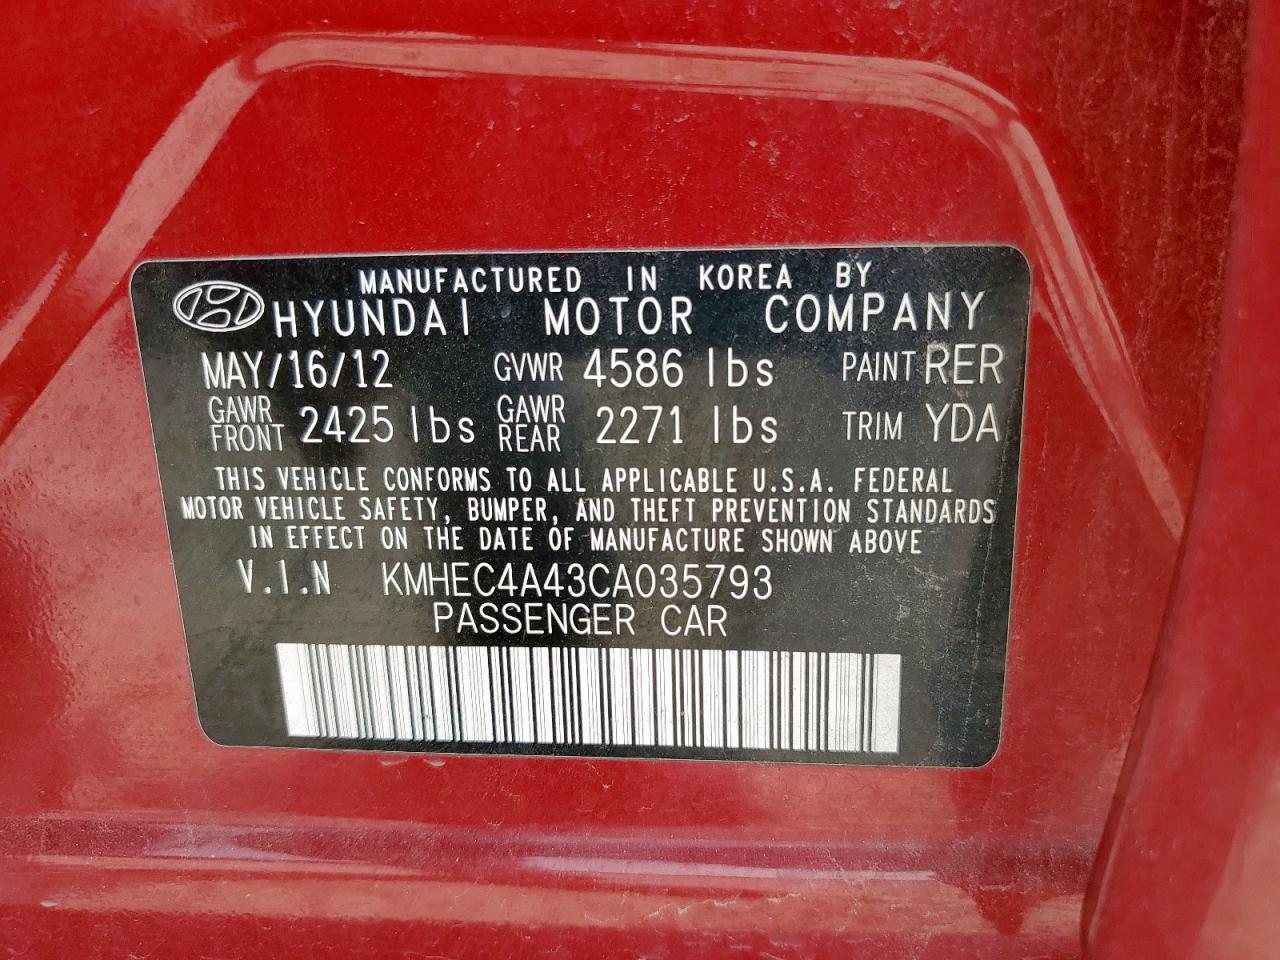 MANUFACTURED IN KOREA BY
HYUNDAI MOTOR COMPANY
MAY/16/12 GVWR 4586 lbs PAINT RER
GAWR FRONT 2425 lbs GAWR REAR 2271 lbs TRIM YDA
THIS VEHICLE CONFORMS TO ALL APPLICABLE U.S.A. FEDERAL
MOTOR VEHICLE SAFETY, BUMPER, AND THEFT PREVENTION STANDARDS
IN EFFECT ON THE DATE OF MANUFACTURE SHOWN ABOVE
V.I.N KMHEC4A43CA035793
PASSENGER CAR